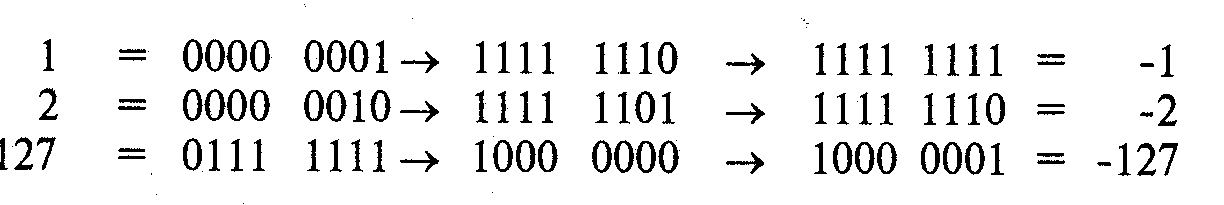 1 = 0000 0001 → 1111 1110 → 1111 1111 = -1
2 = 0000 0010 → 1111 1101 → 1111 1110 = -2
127 = 0111 1111 → 1000 0000 → 1000 0001 = -127